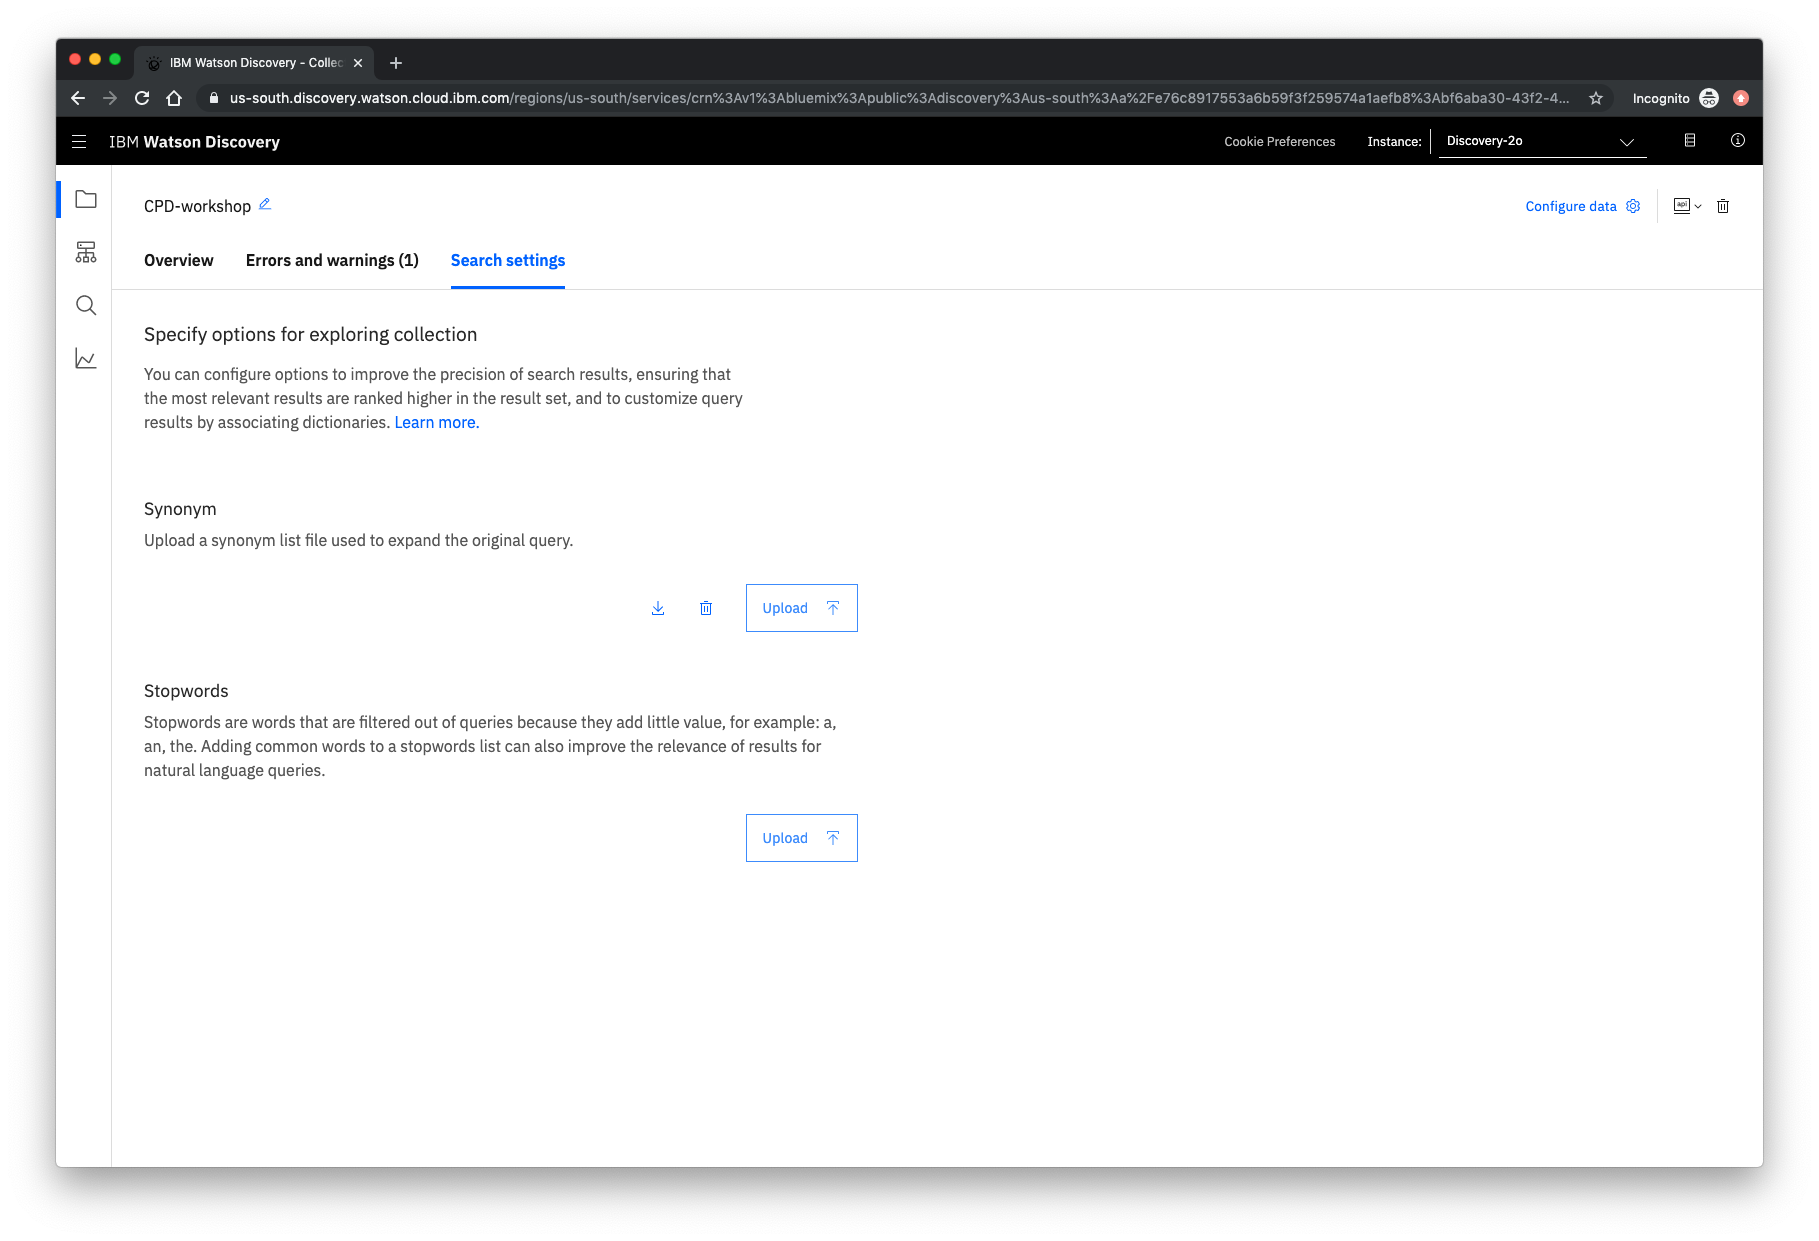 IBM Watson Discovery - Collec
us-south.discovery.watson.cloud.ibm.com/regions/us-south/services/crn%3Av1%3Abluemix%3Apublic%3Adiscovery%3Aus-south%3Aa%2Fe76c8917553a6b59f3f259574a1aefb8%3Abf6aba30-43f2-4...
Incognito
IBM Watson Discovery
Cookie Preferences
Instance:
Discovery-2o
CPD-workshop
Configure data
api
Overview
Errors and warnings (1)
Search settings
Specify options for exploring collection
You can configure options to improve the precision of search results, ensuring that
the most relevant results are ranked higher in the result set, and to customize query
results by associating dictionaries. Learn more.
Synonym
Upload a synonym list file used to expand the original query.
Upload
Stopwords
Stopwords are words that are filtered out of queries because they add little value, for example: a,
an, the. Adding common words to a stopwords list can also improve the relevance of results for
natural language queries.
Upload